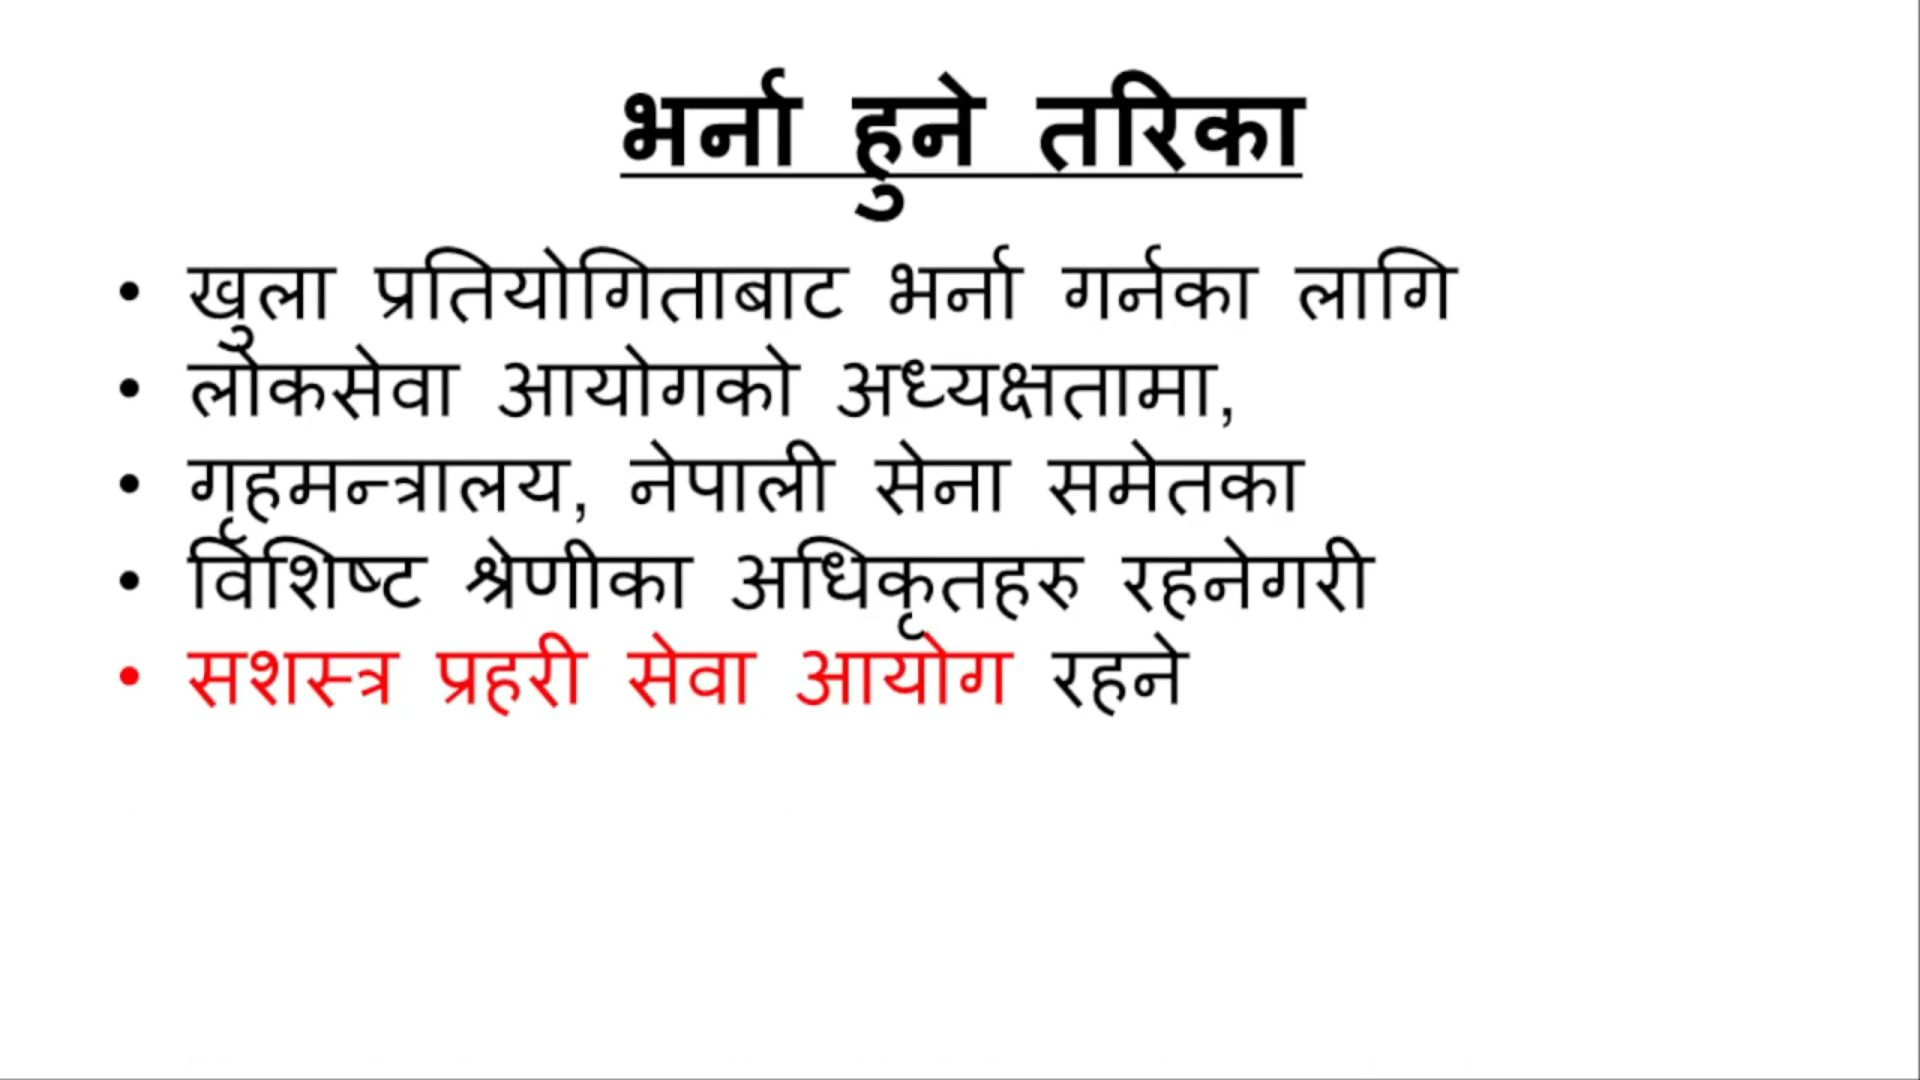 भर्ना हुने तरिका
• खुला प्रतियोगिताबाट भर्ना गर्नका लागि
• लोकसेवा आयोगको अध्यक्षतामा,
• गृहमन्त्रालय, नेपाली सेना समेतका
• विशिष्ट श्रेणीका अधिकृतहरु रहनेगरी
• सशस्त्र प्रहरी सेवा आयोग रहने